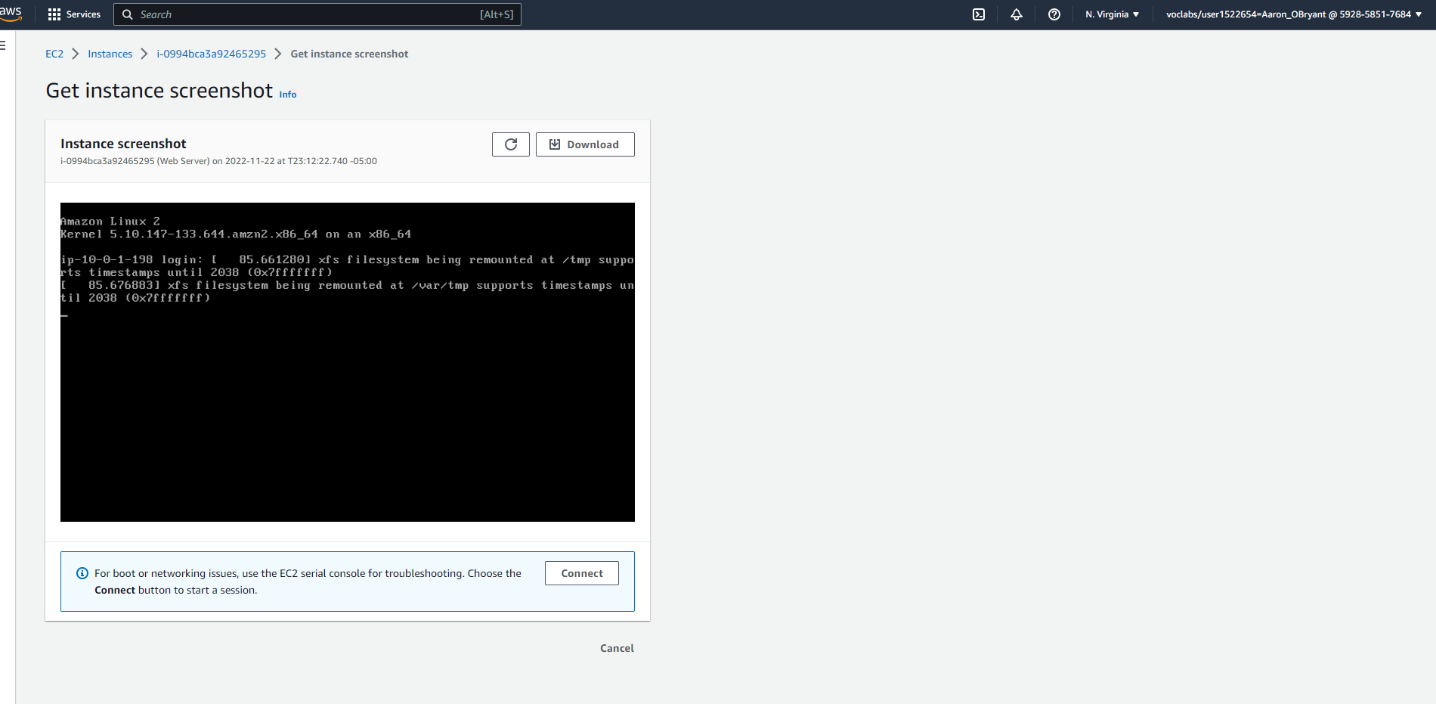 aws
Services
Search
[Alt+S]
N. Virginia
voclabs/user1522654=Aaron_OBryant @ 5928-5851-7684
EC2
Instances
i-0994bca3a92465295
Get instance screenshot
Get instance screenshot Info
Instance screenshot
Download
i-0994bca3a92465295 (Web Server) on 2022-11-22 at T23:12:22.740 -05:00
Amazon Linux 2
Kernel 5.10.147-133.644.amzn2.x86_64 on an x86_64
ip-10-0-1-198 login: [   85.661280] xfs filesystem being remounted at /tmp suppo
rts timestamps until 2038 (0x7fffffff)
[   85.676883] xfs filesystem being remounted at /var/tmp supports timestamps un
til 2038 (0x7fffffff)
For boot or networking issues, use the EC2 serial console for troubleshooting. Choose the
Connect button to start a session.
Connect
Cancel